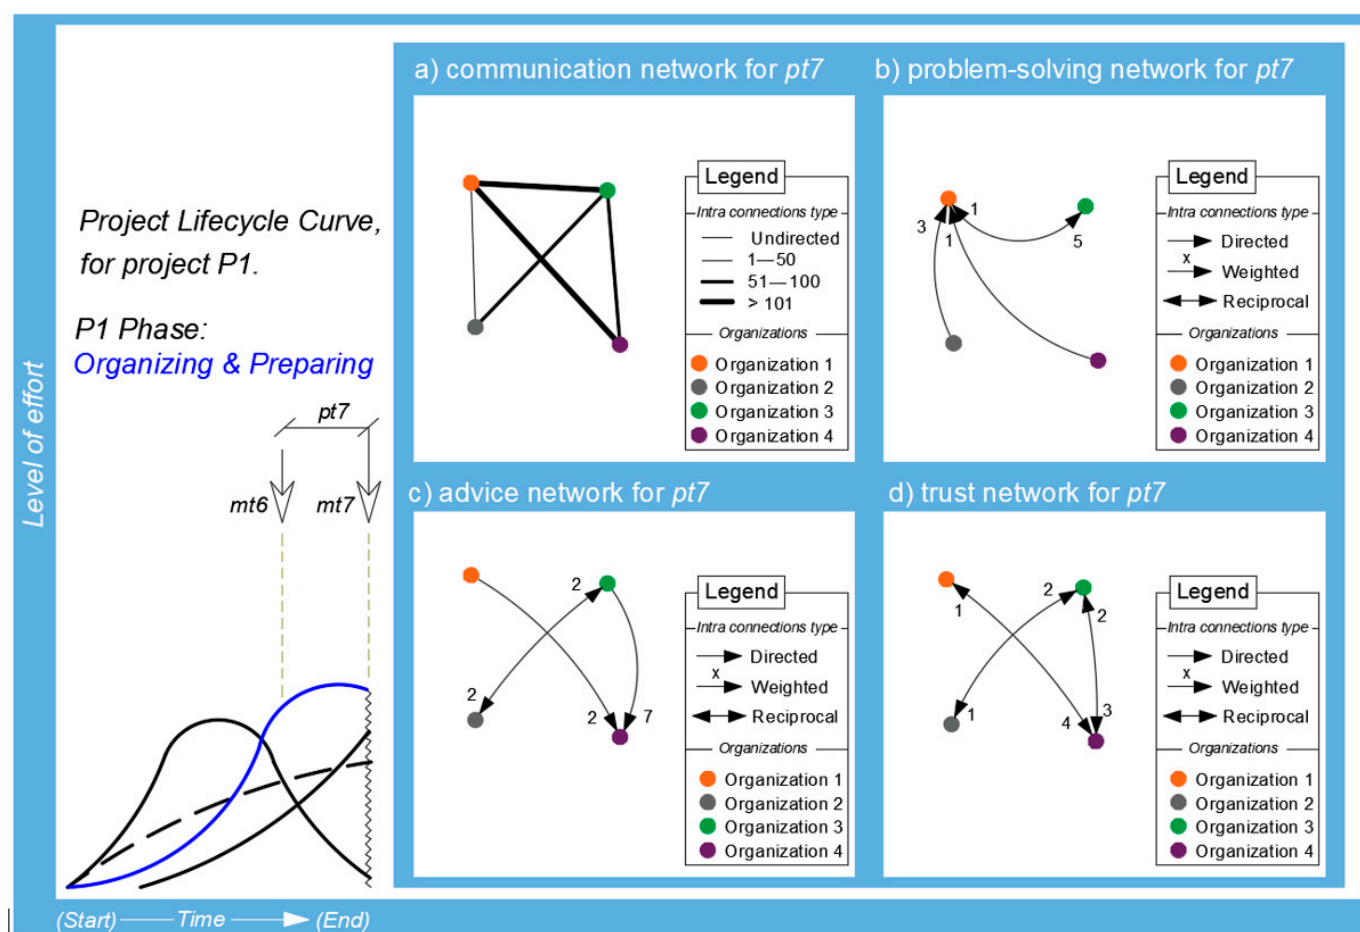 Level of effort
Project Lifecycle Curve,
for project P1.
P1 Phase:
Organizing & Preparing
pt7
mt6
mt7
(Start) Time (End)
a) communication network for pt7
Legend
Intra connections type
Undirected
1—50
51—100
> 101
Organizations
Organization 1
Organization 2
Organization 3
Organization 4
b) problem-solving network for pt7
3
1
1
5
Legend
Intra connections type
Directed
x
Weighted
Reciprocal
Organizations
Organization 1
Organization 2
Organization 3
Organization 4
c) advice network for pt7
2
2
2
7
Legend
Intra connections type
Directed
x
Weighted
Reciprocal
Organizations
Organization 1
Organization 2
Organization 3
Organization 4
d) trust network for pt7
1
2
2
1
4
3
Legend
Intra connections type
Directed
x
Weighted
Reciprocal
Organizations
Organization 1
Organization 2
Organization 3
Organization 4